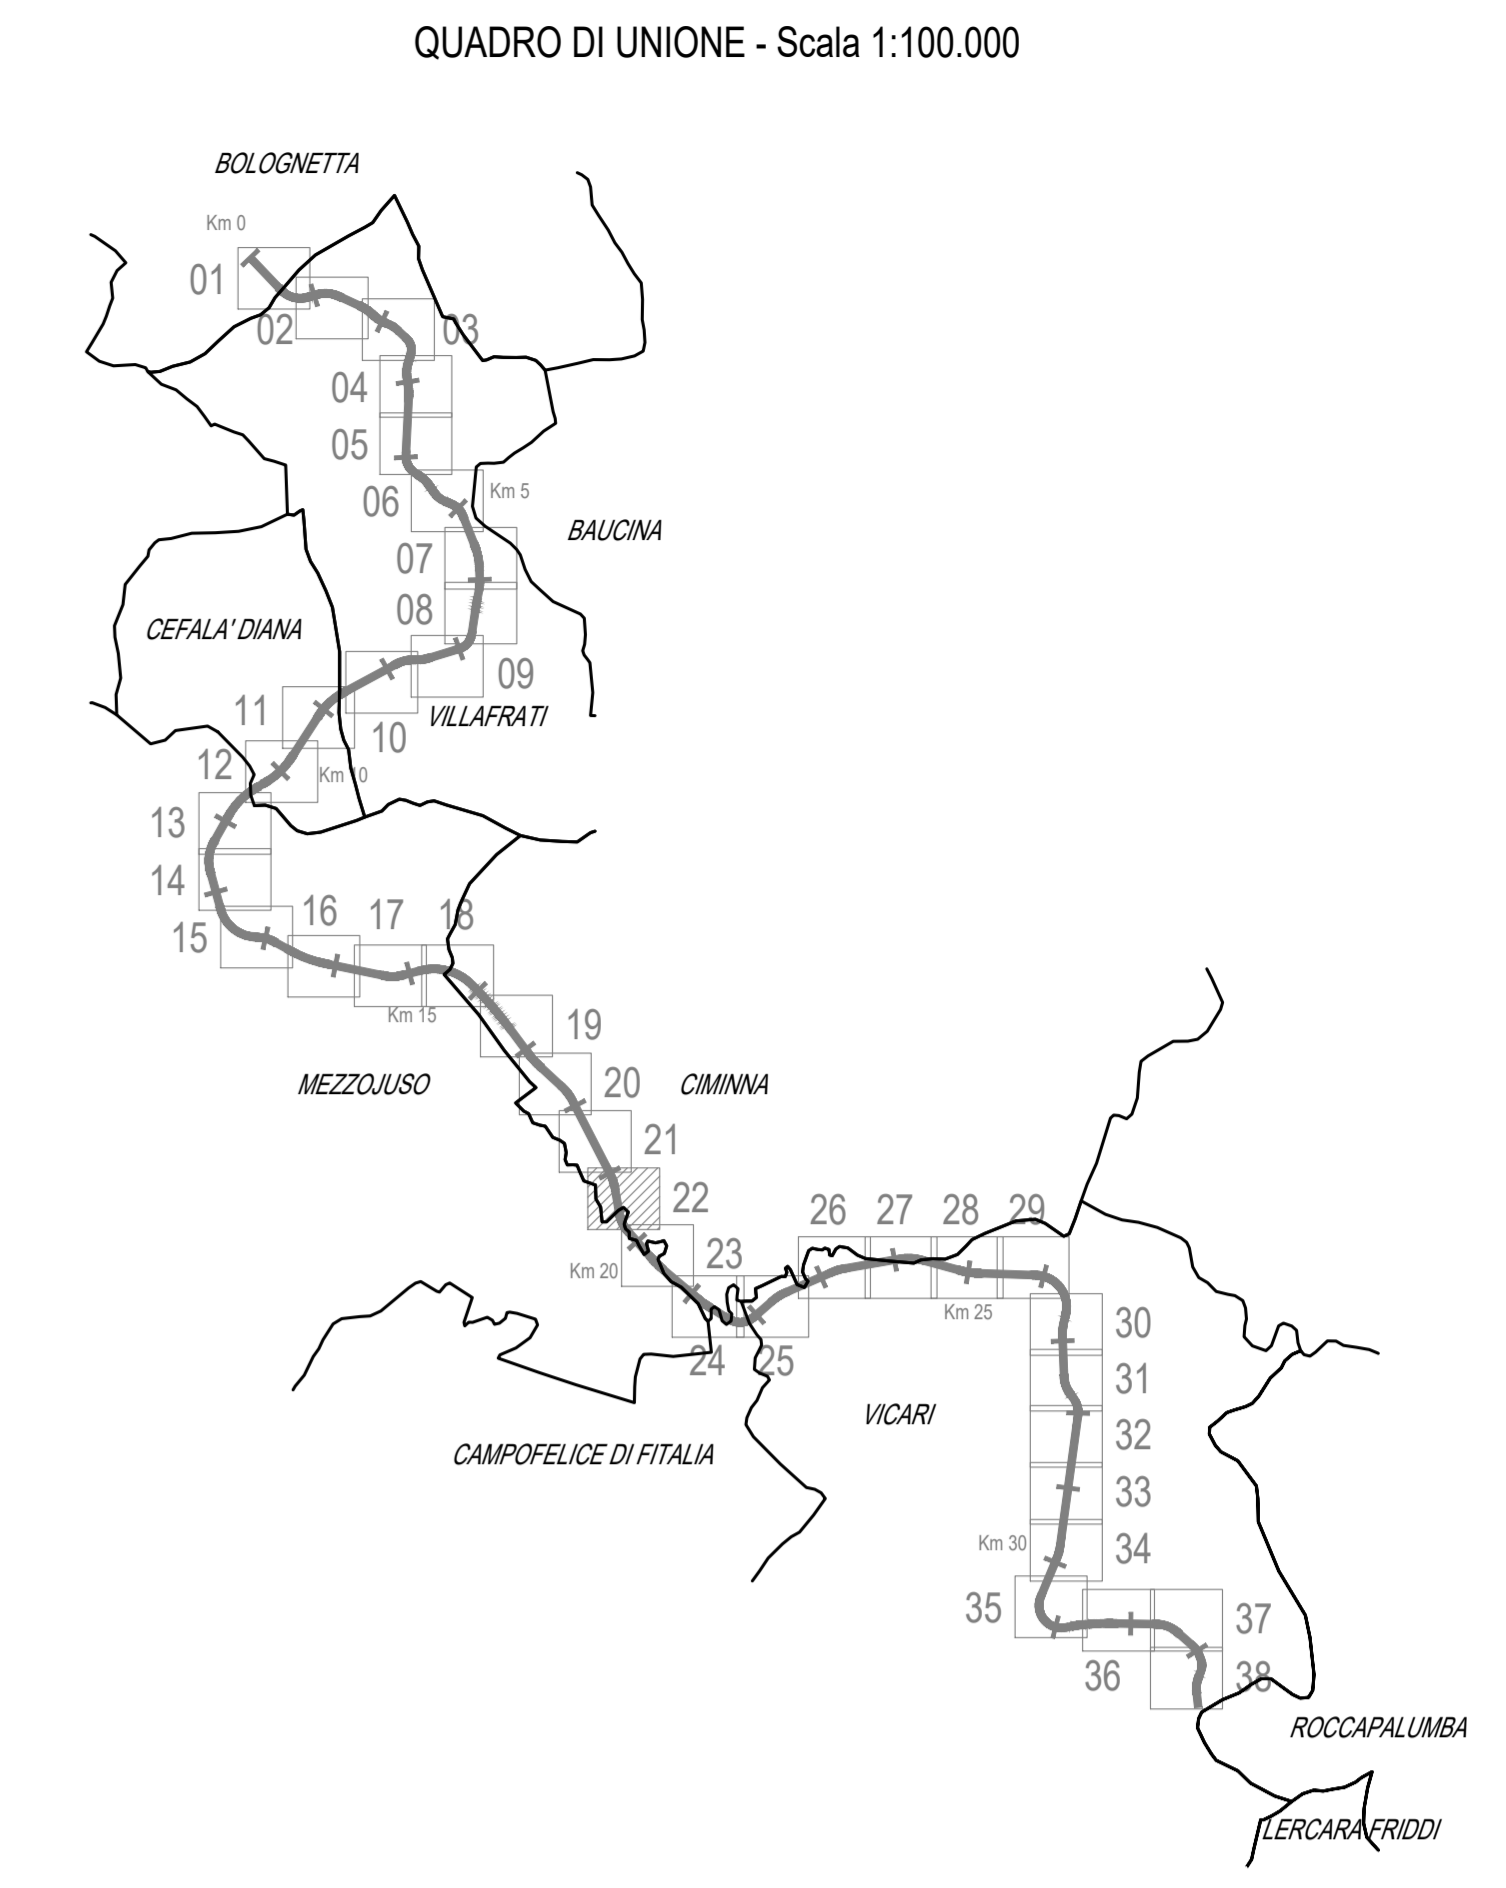 QUADRO DI UNIONE - Scala 1:100.000
BOLOGNETTA
Km 0
01
02
03
04
05
06
Km 5
BAUCINA
07
08
CEFALA' DIANA
09
11
VILLAFRATI
10
12
Km 10
13
14
15
16
17
18
Km 15
19
MEZZOJUSO
20
CIMINNA
21
22
26
27
28
29
23
Km 20
Km 25
30
24
25
31
VICARI
32
CAMPOFELICE DI FITALIA
33
Km 30
34
35
37
36
38
ROCCAPALUMBA
LERCARA FRIDDI